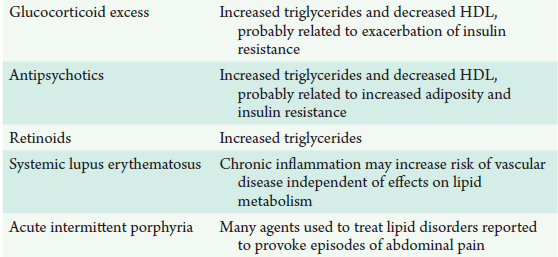 Glucocorticoid excess Increased triglycerides and decreased HDL,
probably related to exacerbation of insulin
resistance
Antipsychotics Increased triglycerides and decreased HDL,
probably related to increased adiposity and
insulin resistance
Retinoids Increased triglycerides
Systemic lupus erythematosus Chronic inflammation may increase risk of vascular
disease independent of effects on lipid
metabolism
Acute intermittent porphyria Many agents used to treat lipid disorders reported
to provoke episodes of abdominal pain